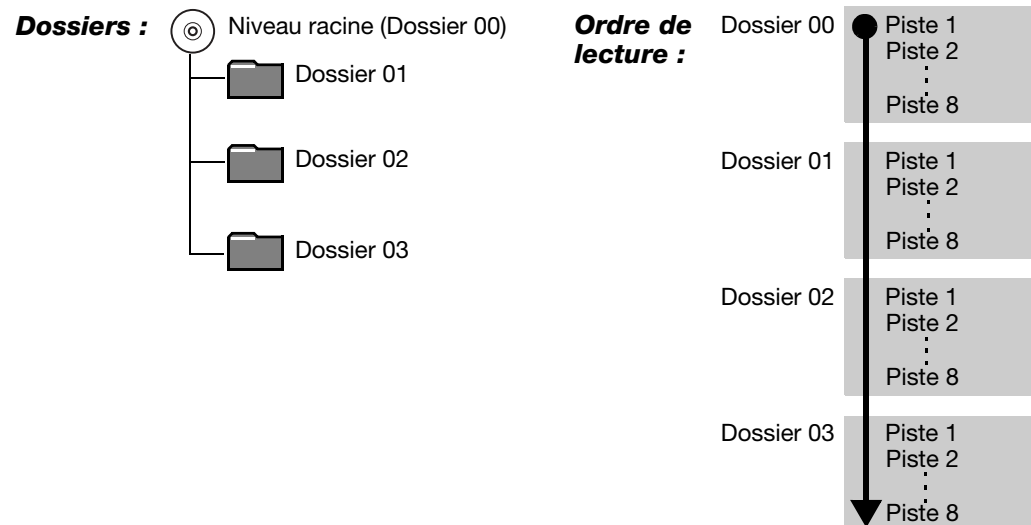 Dossiers :
Niveau racine (Dossier 00)
Dossier 01
Dossier 02
Dossier 03
Ordre de
lecture :
Dossier 00
Piste 1
Piste 2
Piste 8
Dossier 01
Piste 1
Piste 2
Piste 8
Dossier 02
Piste 1
Piste 2
Piste 8
Dossier 03
Piste 1
Piste 2
Piste 8